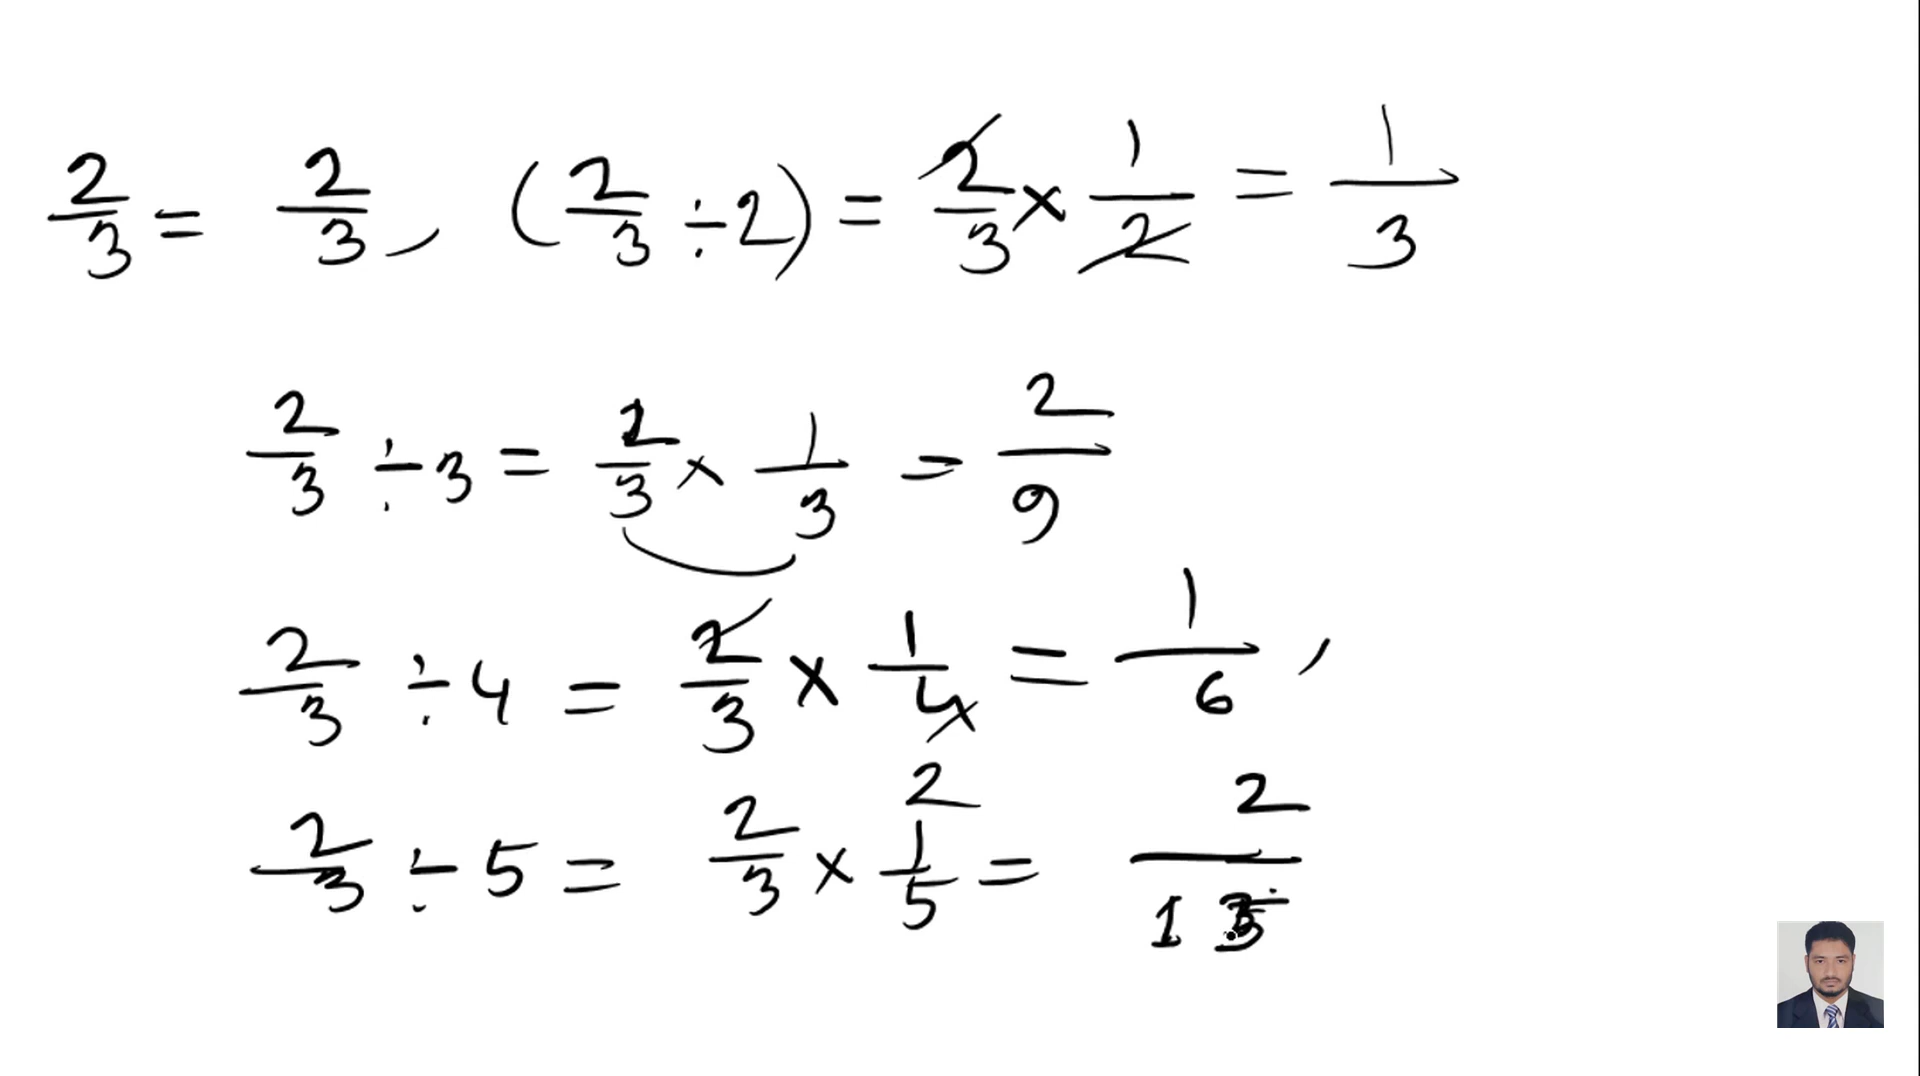 2/3 = 2/3, (2/3 ÷ 2) = 2/3 × 1/2 = 1/3
2/3 ÷ 3 = 2/3 × 1/3 = 2/9
2/3 ÷ 4 = 2/3 × 1/4 2 = 1/6,
2/3 ÷ 5 = 2/3 × 1/5 = 2/15